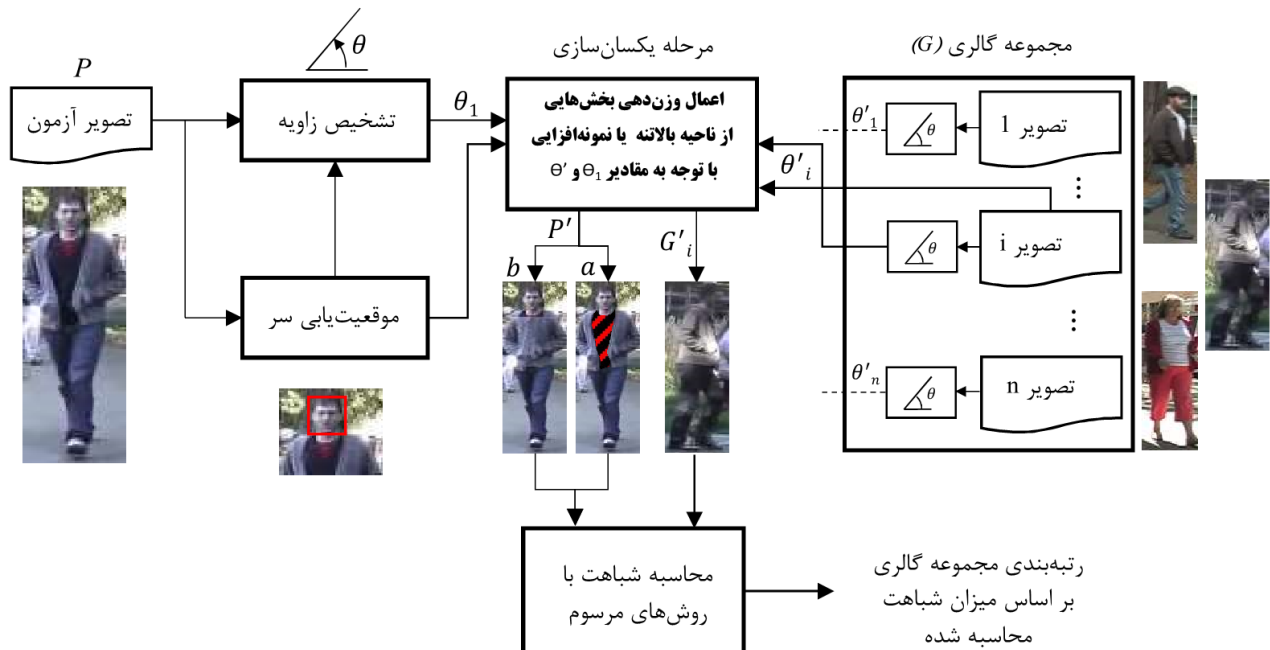 مرحله یکسان‌سازی
مجموعه گالری (G)
P
θ
تصویر آزمون
تشخیص زاویه
θ₁
اعمال وزن‌دهی بخش‌هایی
از ناحیه بالاتنه یا نمونه‌افزایی
با توجه به مقادیر θ₁ و θ'
θ'₁
θ
تصویر 1
⋮
θ'ᵢ
θ
تصویر i
⋮
θ'ₙ
θ
تصویر n
موقعیت‌یابی سر
P'
G'ᵢ
b
a
محاسبه شباهت با
روش‌های مرسوم
رتبه‌بندی مجموعه گالری
بر اساس میزان شباهت
محاسبه شده